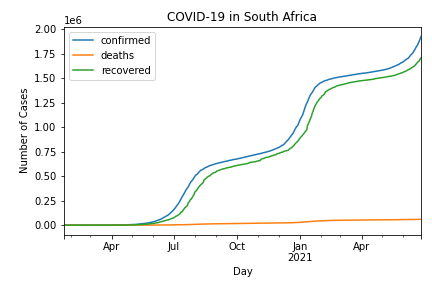 COVID-19 in South Africa
1e6
2.00
1.75
1.50
1.25
1.00
0.75
0.50
0.25
0.00
Number of Cases
confirmed
deaths
recovered
Apr
Jul
Oct
Jan
2021
Apr
Day